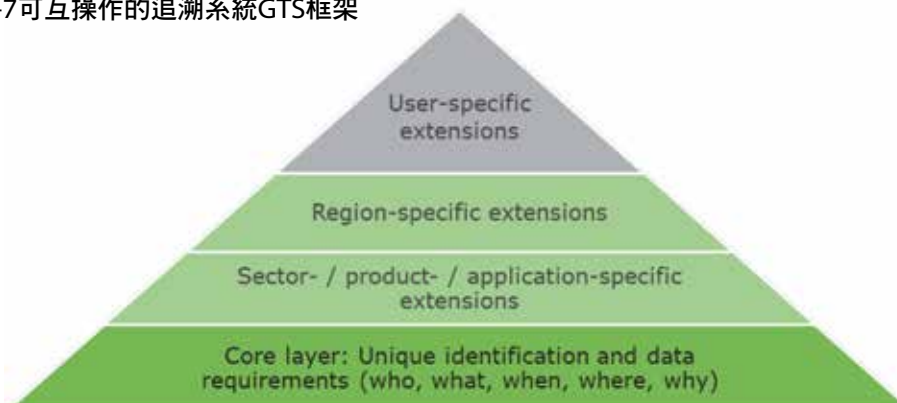 -7可互操作的追溯系統GTS框架
User-specific
extensions
Region-specific extensions
Sector- / product- / application-specific
extensions
Core layer: Unique identification and data
requirements (who, what, when, where, why)